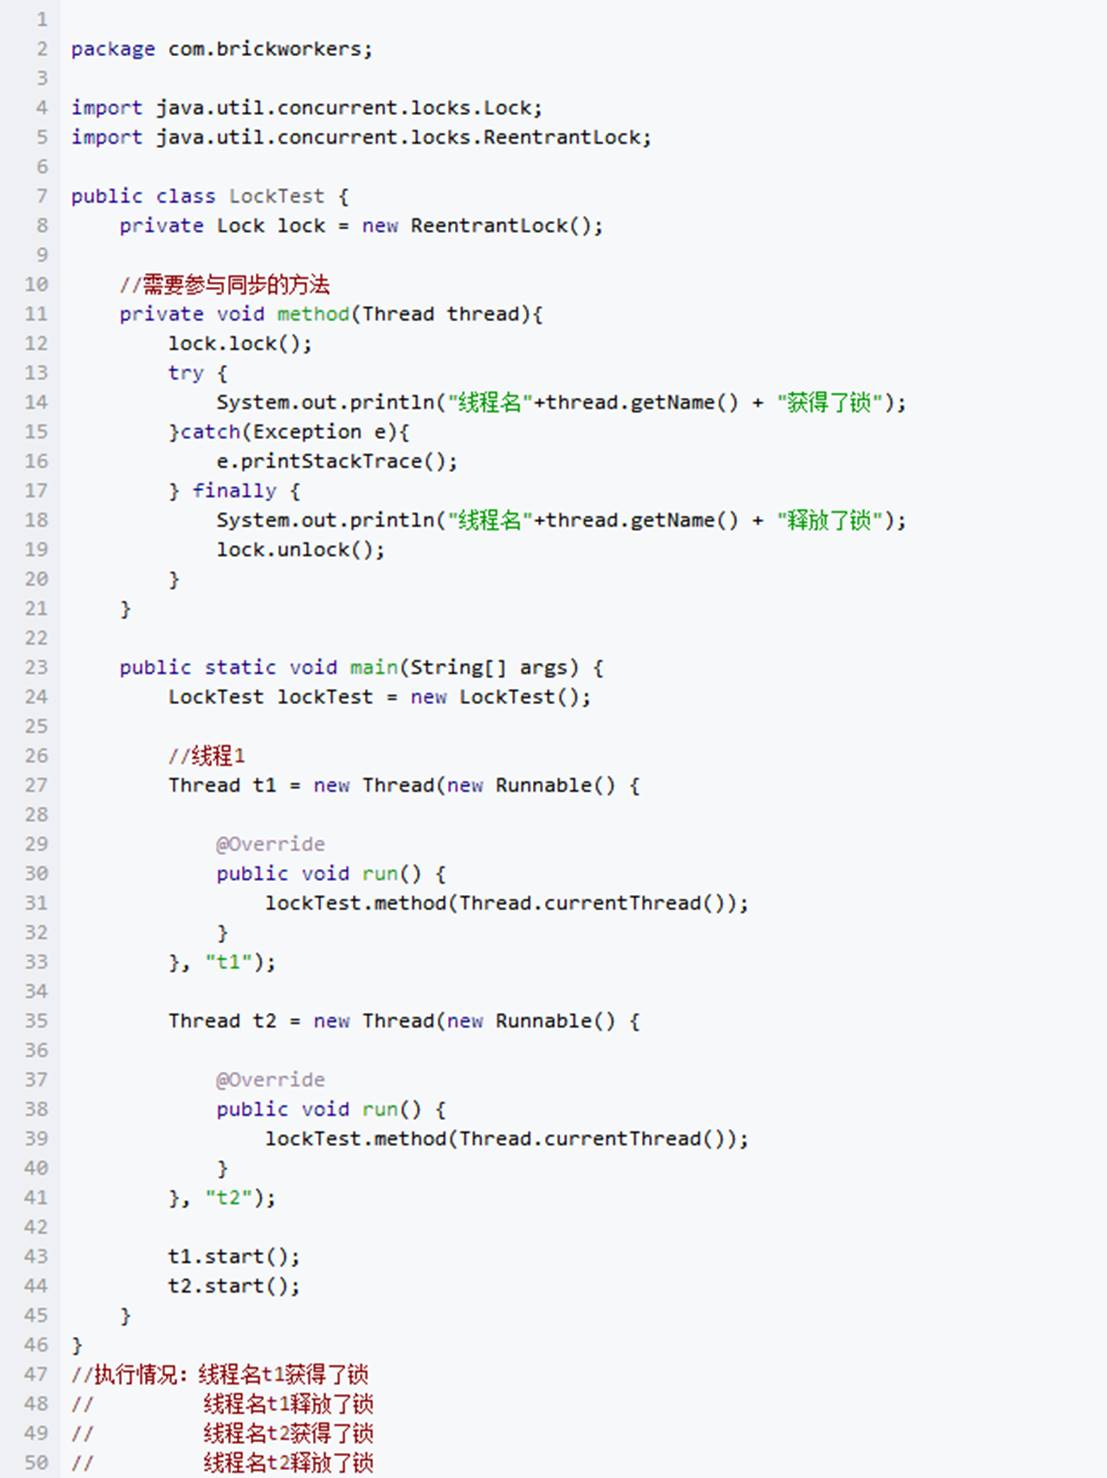 1
2 package com.brickworkers;
3
4 import java.util.concurrent.locks.Lock;
5 import java.util.concurrent.locks.ReentrantLock;
6
7 public class LockTest {
8     private Lock lock = new ReentrantLock();
9
10     //需要参与同步的方法
11     private void method(Thread thread){
12         lock.lock();
13         try {
14             System.out.println("线程名"+thread.getName() + "获得了锁");
15         }catch(Exception e){
16             e.printStackTrace();
17         } finally {
18             System.out.println("线程名"+thread.getName() + "释放了锁");
19             lock.unlock();
20         }
21     }
22
23     public static void main(String[] args) {
24         LockTest lockTest = new LockTest();
25
26         //线程1
27         Thread t1 = new Thread(new Runnable() {
28
29             @Override
30             public void run() {
31                 lockTest.method(Thread.currentThread());
32             }
33         }, "t1");
34
35         Thread t2 = new Thread(new Runnable() {
36
37             @Override
38             public void run() {
39                 lockTest.method(Thread.currentThread());
40             }
41         }, "t2");
42
43         t1.start();
44         t2.start();
45     }
46 }
47 //执行情况：线程名t1获得了锁
48 //         线程名t1释放了锁
49 //         线程名t2获得了锁
50 //         线程名t2释放了锁